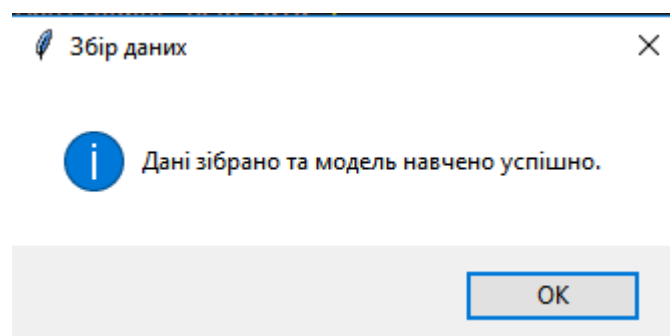 Збір даних
Дані зібрано та модель навчено успішно.
OK